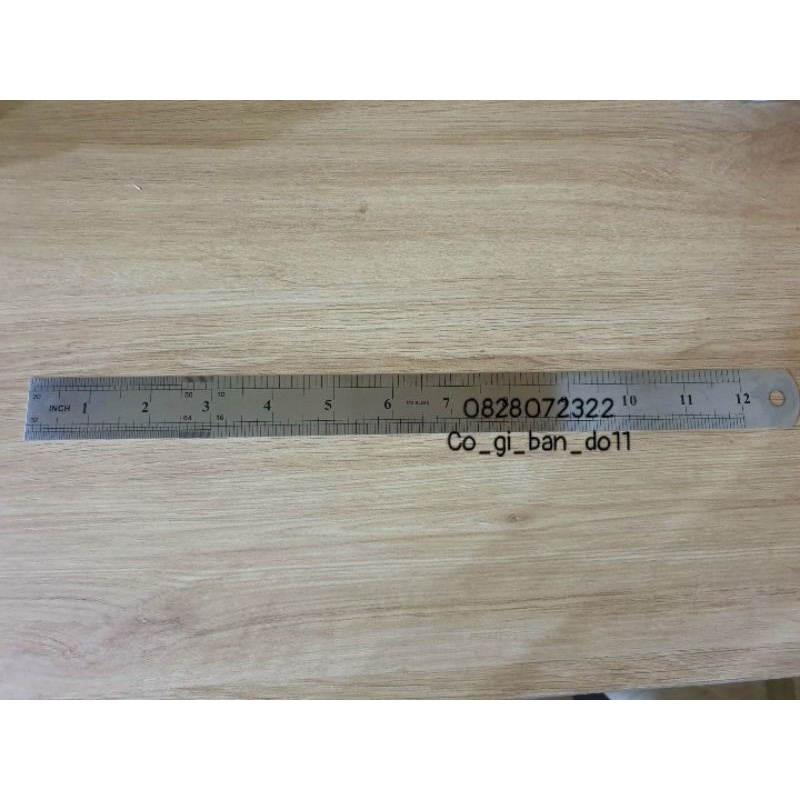 INCH 1 2 3 4 5 6 7 10 11 12
0828072322
Co_gi_ban_do11